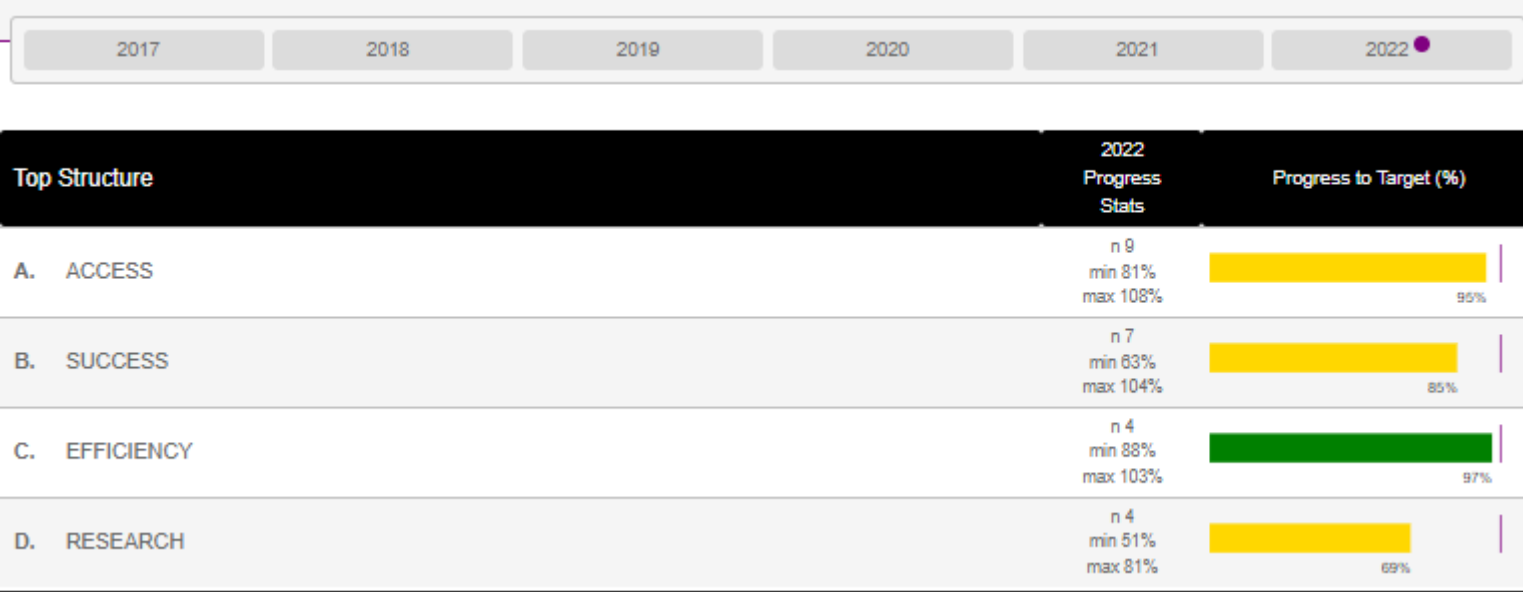 2017 2018 2019 2020 2021 2022
Top Structure
2022
Progress
Stats
Progress to Target (%)
A. ACCESS
n 9
min 81%
max 108%
95%
B. SUCCESS
n 7
min 63%
max 104%
85%
C. EFFICIENCY
n 4
min 88%
max 103%
97%
D. RESEARCH
n 4
min 51%
max 81%
69%